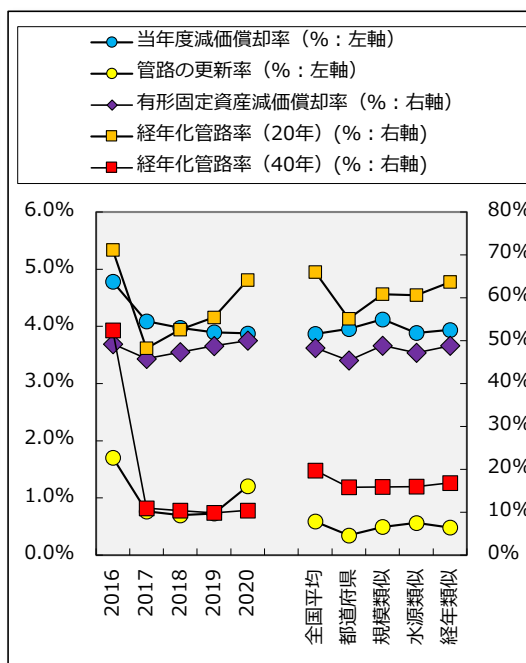 当年度減価償却率（%：左軸）
管路の更新率（%：左軸）
有形固定資産減価償却率（%：右軸）
経年化管路率（20年）(%：右軸)
経年化管路率（40年）(%：右軸)
6.0%
5.0%
4.0%
3.0%
2.0%
1.0%
0.0%
80%
70%
60%
50%
40%
30%
20%
10%
0%
2016
2017
2018
2019
2020
全国平均
都道府県
規模類似
水源類似
経年類似